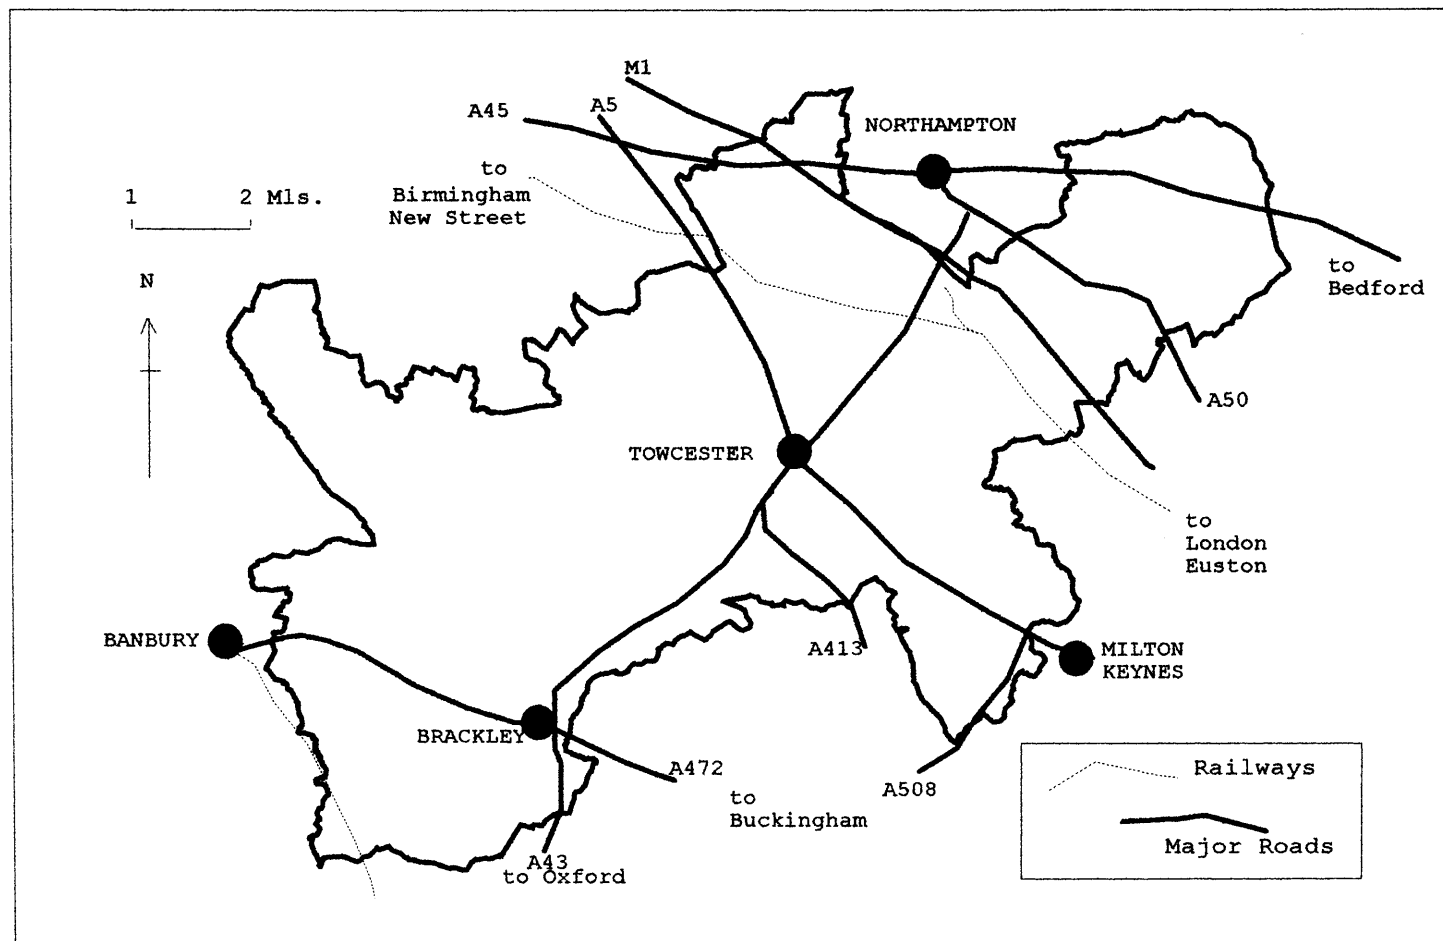 M1
A5
A45
NORTHAMPTON
to
Birmingham
New Street
1 2 Mls.
N
to
Bedford
A50
TOWCESTER
to
London
Euston
BANBURY
A413
MILTON
KEYNES
BRACKLEY
A472
to
Buckingham
A508
A43
to Oxford
Railways
Major Roads